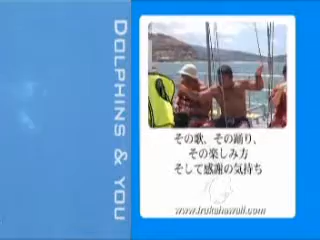 DOLPHINS & YOU
その歌、その踊り、
その楽しみ方
そして感謝の気持ち
www.irukahawaii.com